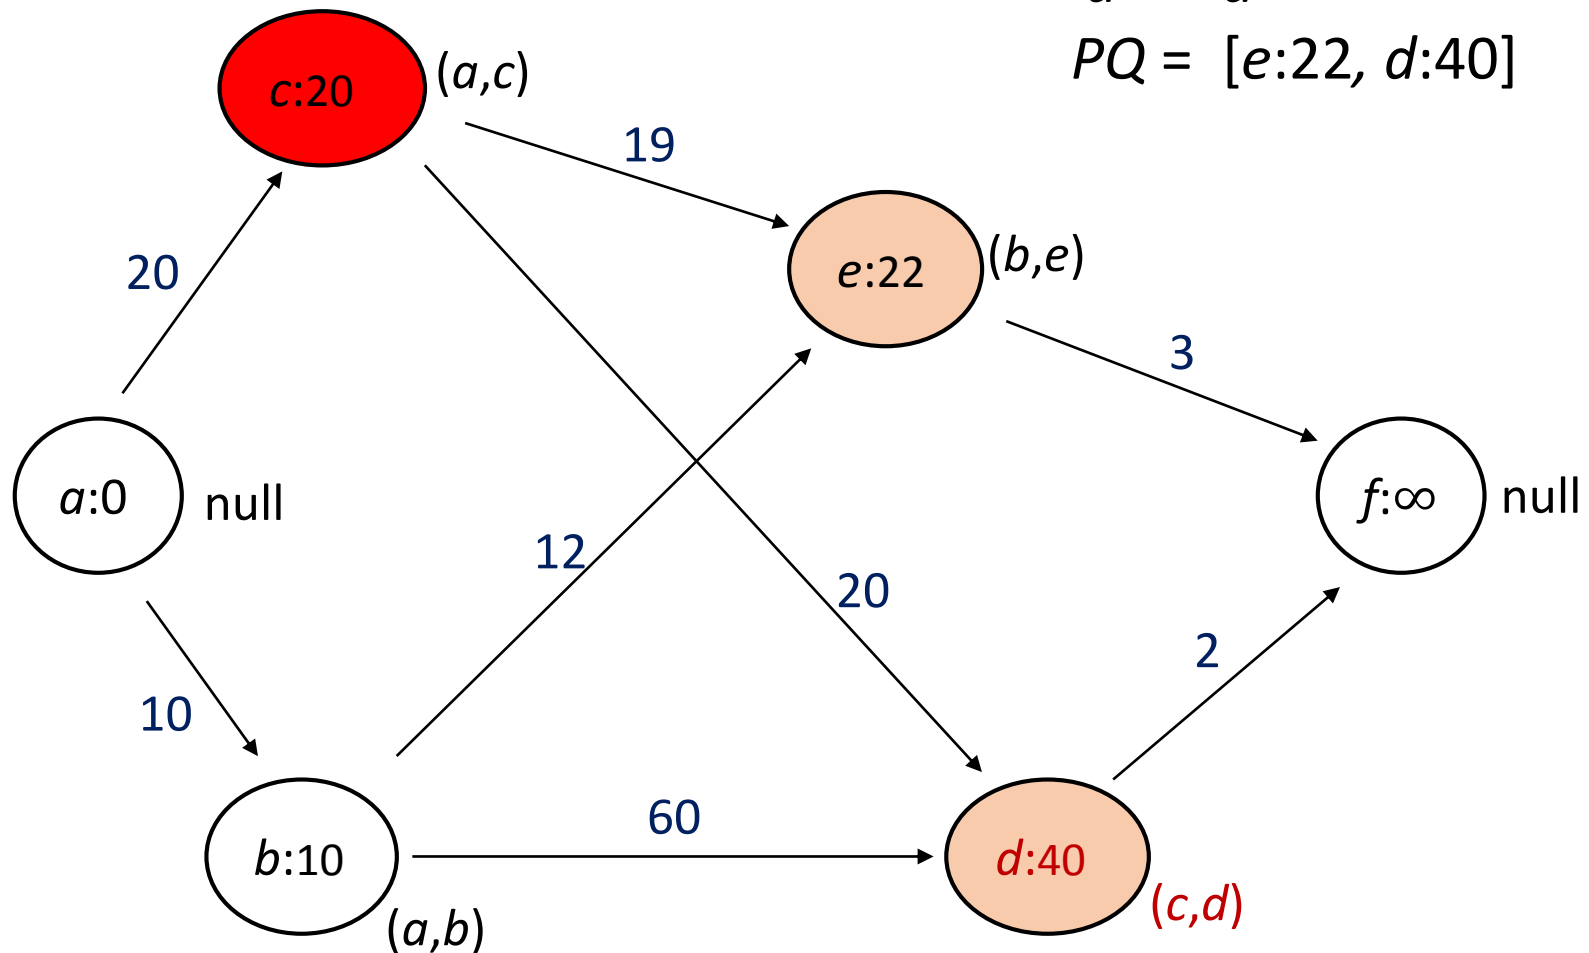 PQ = [e:22, d:40]
c:20
(a,c)
19
20
e:22
(b,e)
3
a:0
null
f:∞
null
12
20
2
10
60
b:10
(a,b)
d:40
(c,d)